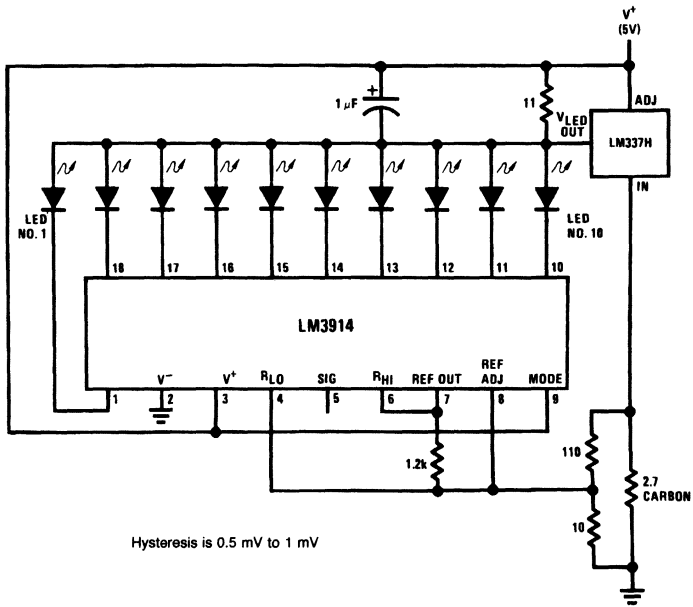 V+
(5V)
ADJ
+
1 μF
11
VLED
OUT
LM337H
IN
LED
NO. 1
LED
NO. 10
18 17 16 15 14 13 12 11 10
LM3914
V− V+ RLO SIG RHI REF OUT REF ADJ MODE
1 2 3 4 5 6 7 8 9
1.2k
110
2.7
CARBON
10
Hysteresis is 0.5 mV to 1 mV